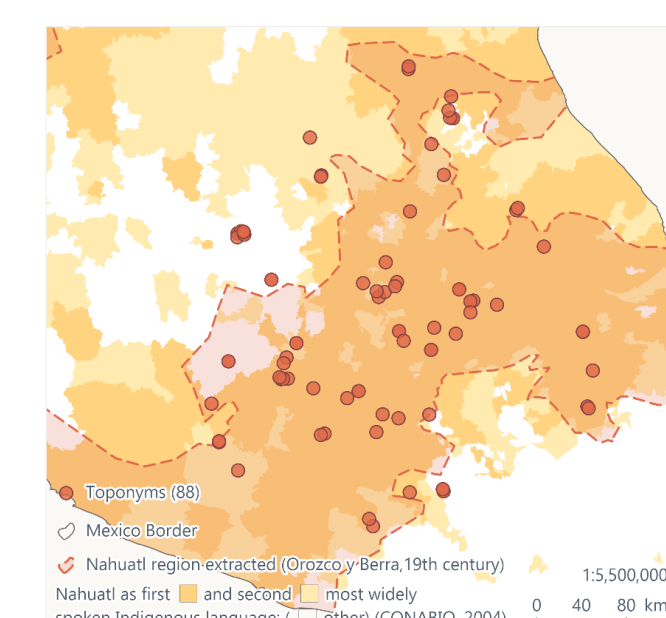 Toponyms (88)
Mexico Border
Nahuatl region extracted (Orozco y Berra,19th century)
Nahuatl as first and second most widely
spoken Indigenous language; ( other) (CONABIO, 2004)
1:5,500,000
0 40 80 km